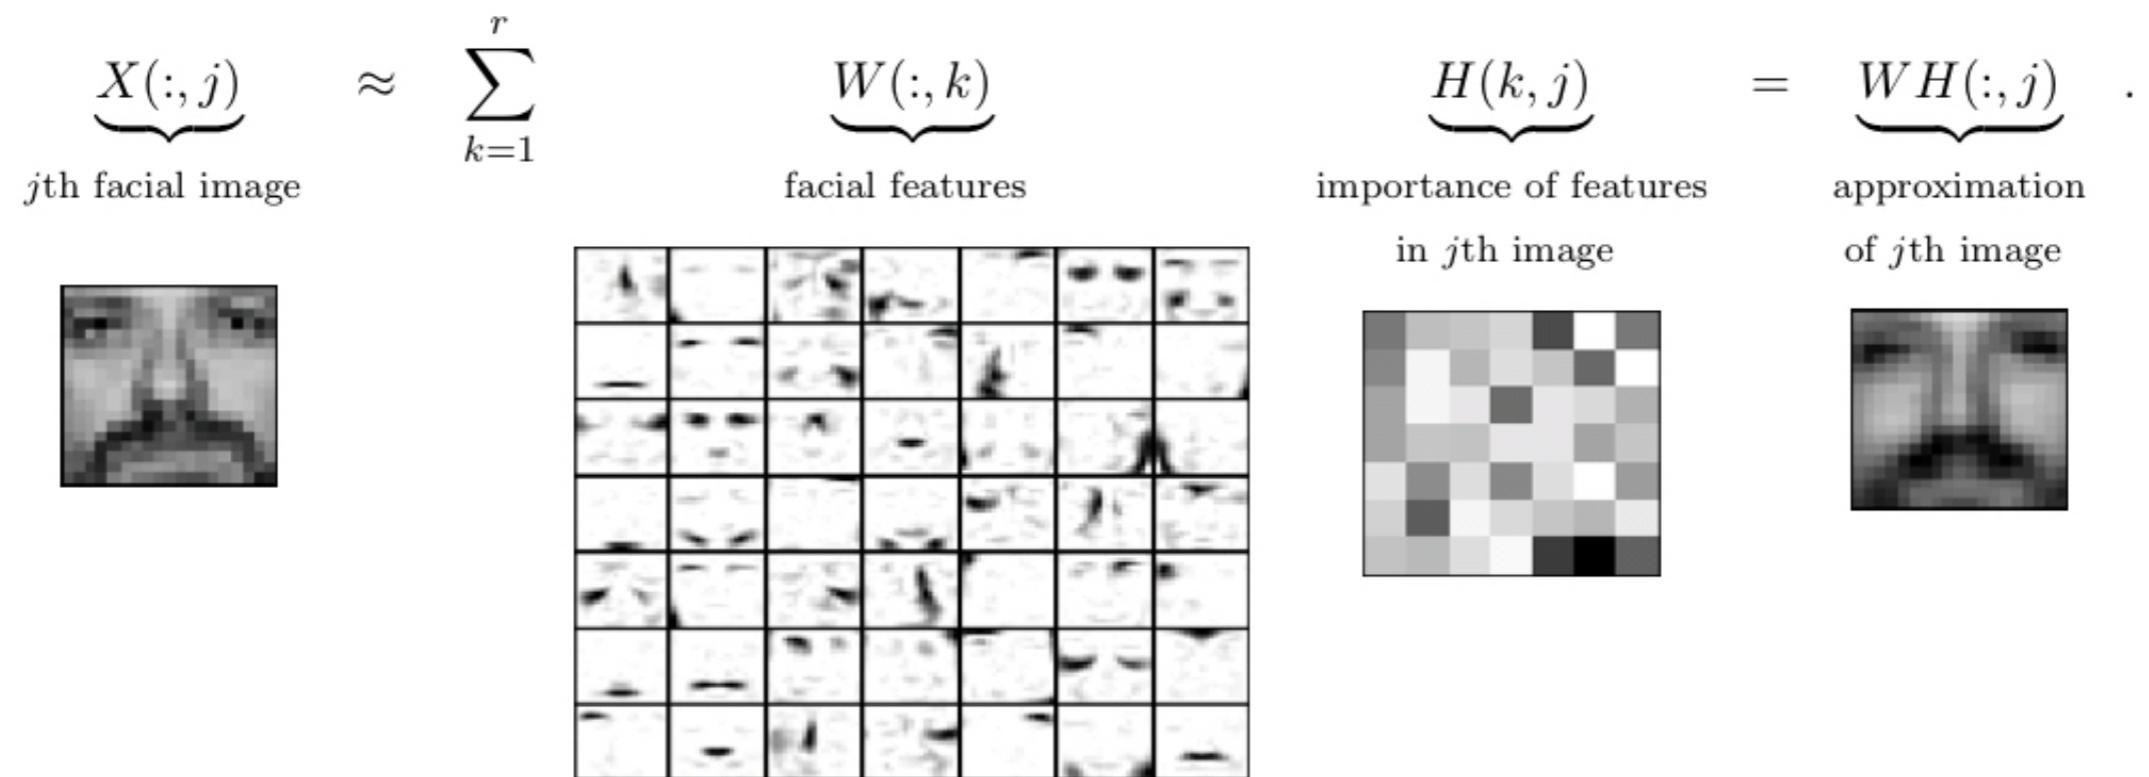 X(:, j) ≈ ∑_{k=1}^{r} W(:, k) H(k, j) = WH(:, j) .
jth facial image facial features importance of features approximation
in jth image of jth image